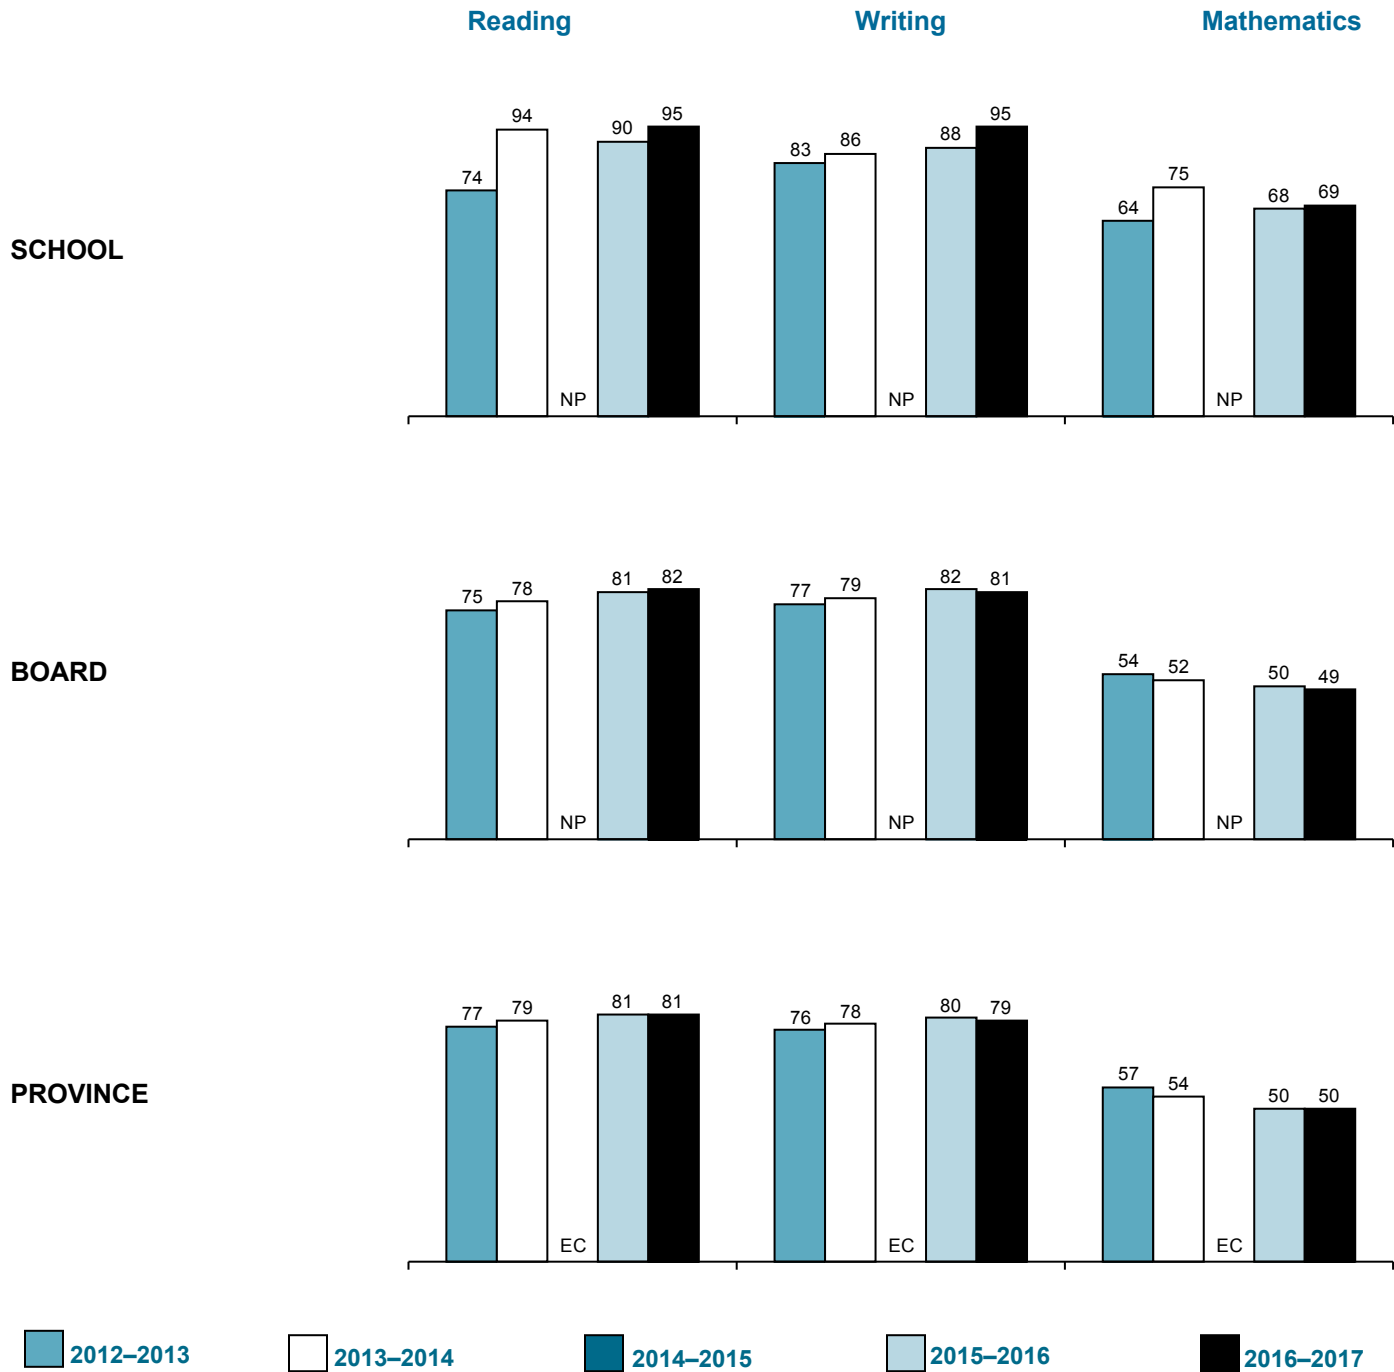 Reading Writing Mathematics
SCHOOL
74 94 NP 90 95 83 86 NP 88 95 64 75 NP 68 69
BOARD
75 78 NP 81 82 77 79 NP 82 81 54 52 NP 50 49
PROVINCE
77 79 EC 81 81 76 78 EC 80 79 57 54 EC 50 50
2012–2013 2013–2014 2014–2015 2015–2016 2016–2017